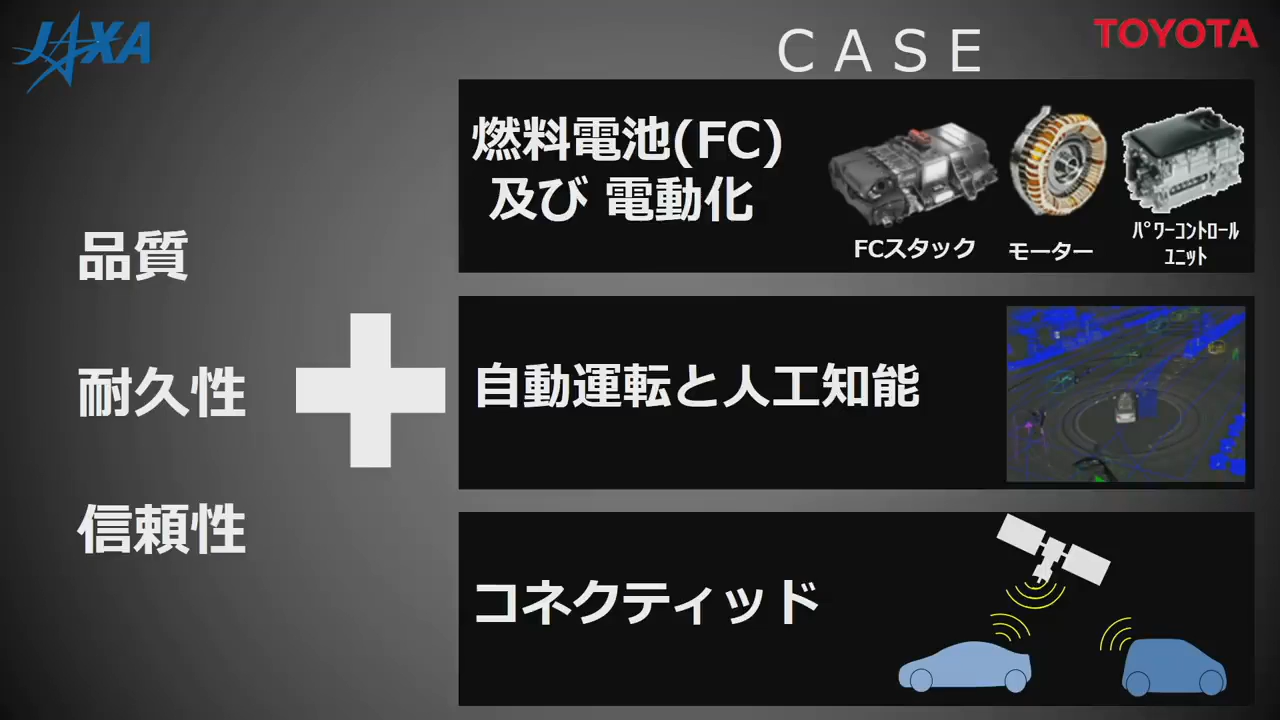 JAXA
CASE
TOYOTA
品質
耐久性
信頼性
燃料電池(FC)
及び 電動化
FCスタック
モーター
ﾊﾟﾜｰｺﾝﾄﾛｰﾙ
ﾕﾆｯﾄ
自動運転と人工知能
コネクティッド